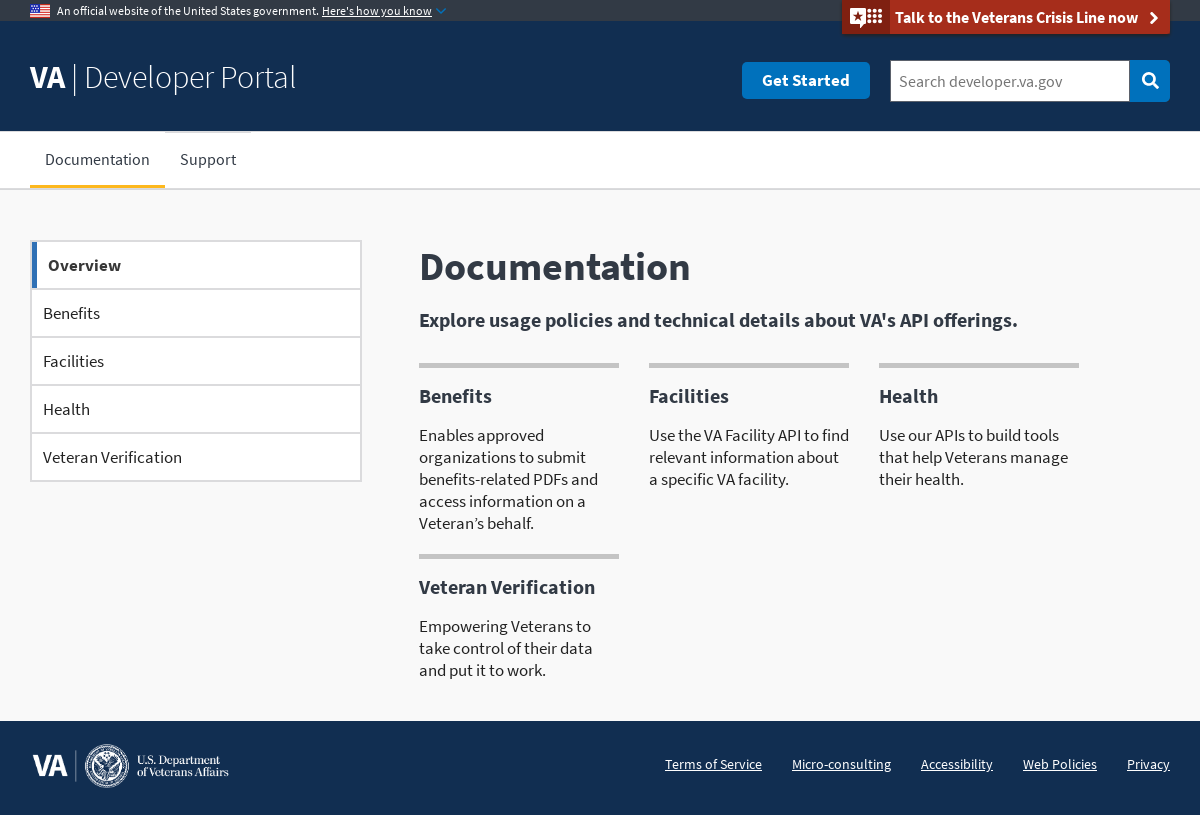 An official website of the United States government. Here's how you know
Talk to the Veterans Crisis Line now
VA | Developer Portal
Get Started
Search developer.va.gov
Documentation
Support
Overview
Benefits
Facilities
Health
Veteran Verification
Documentation
Explore usage policies and technical details about VA's API offerings.
Benefits
Enables approved
organizations to submit
benefits-related PDFs and
access information on a
Veteran’s behalf.
Facilities
Use the VA Facility API to find
relevant information about
a specific VA facility.
Health
Use our APIs to build tools
that help Veterans manage
their health.
Veteran Verification
Empowering Veterans to
take control of their data
and put it to work.
VA
U.S. Department
of Veterans Affairs
Terms of Service
Micro-consulting
Accessibility
Web Policies
Privacy